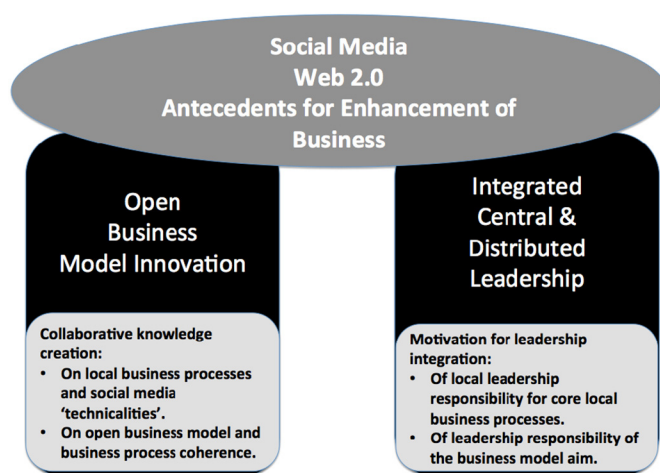 Social Media
Web 2.0
Antecedents for Enhancement of
Business
Open
Business
Model Innovation
Collaborative knowledge
creation:
• On local business processes
and social media
‘technicalities’.
• On open business model and
business process coherence.
Integrated
Central &
Distributed
Leadership
Motivation for leadership
integration:
• Of local leadership
responsibility for core local
business processes.
• Of leadership responsibility of
the business model aim.